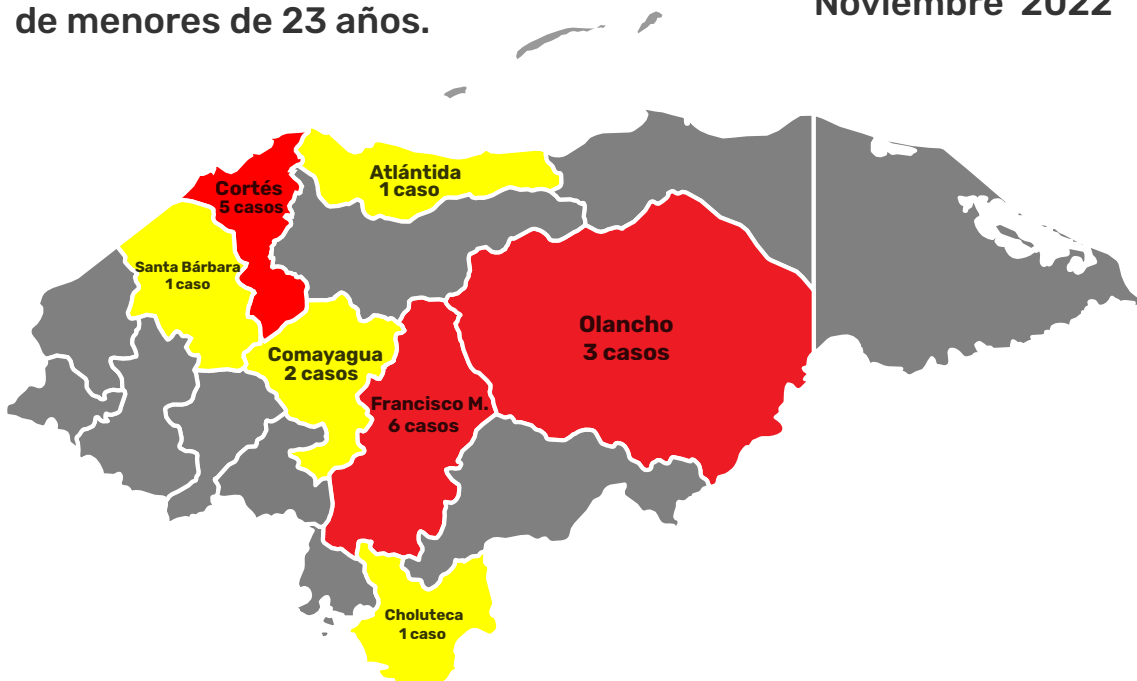 de menores de 23 años.
Noviembre 2022
Atlántida
1 caso
Cortés
5 casos
Santa Bárbara
1 caso
Olancho
3 casos
Comayagua
2 casos
Francisco M.
6 casos
Choluteca
1 caso